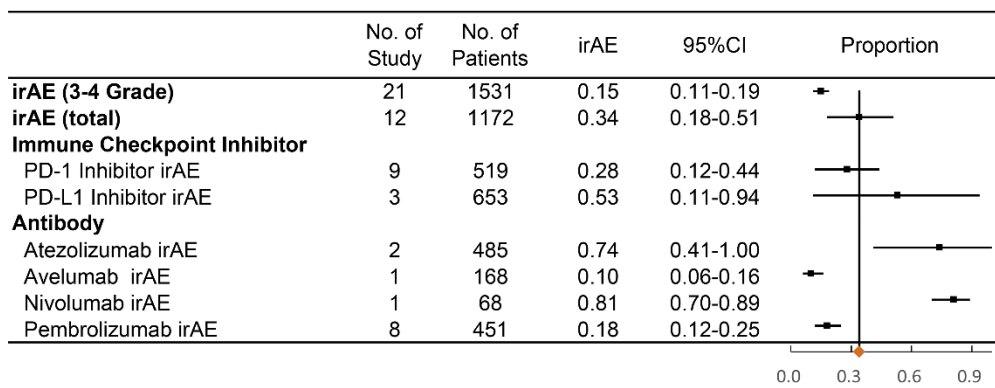 No. of Study No. of Patients irAE 95%CI Proportion
irAE (3-4 Grade) 21 1531 0.15 0.11-0.19
irAE (total) 12 1172 0.34 0.18-0.51
Immune Checkpoint Inhibitor
PD-1 Inhibitor irAE 9 519 0.28 0.12-0.44
PD-L1 Inhibitor irAE 3 653 0.53 0.11-0.94
Antibody
Atezolizumab irAE 2 485 0.74 0.41-1.00
Avelumab irAE 1 168 0.10 0.06-0.16
Nivolumab irAE 1 68 0.81 0.70-0.89
Pembrolizumab irAE 8 451 0.18 0.12-0.25
0.0 0.3 0.6 0.9